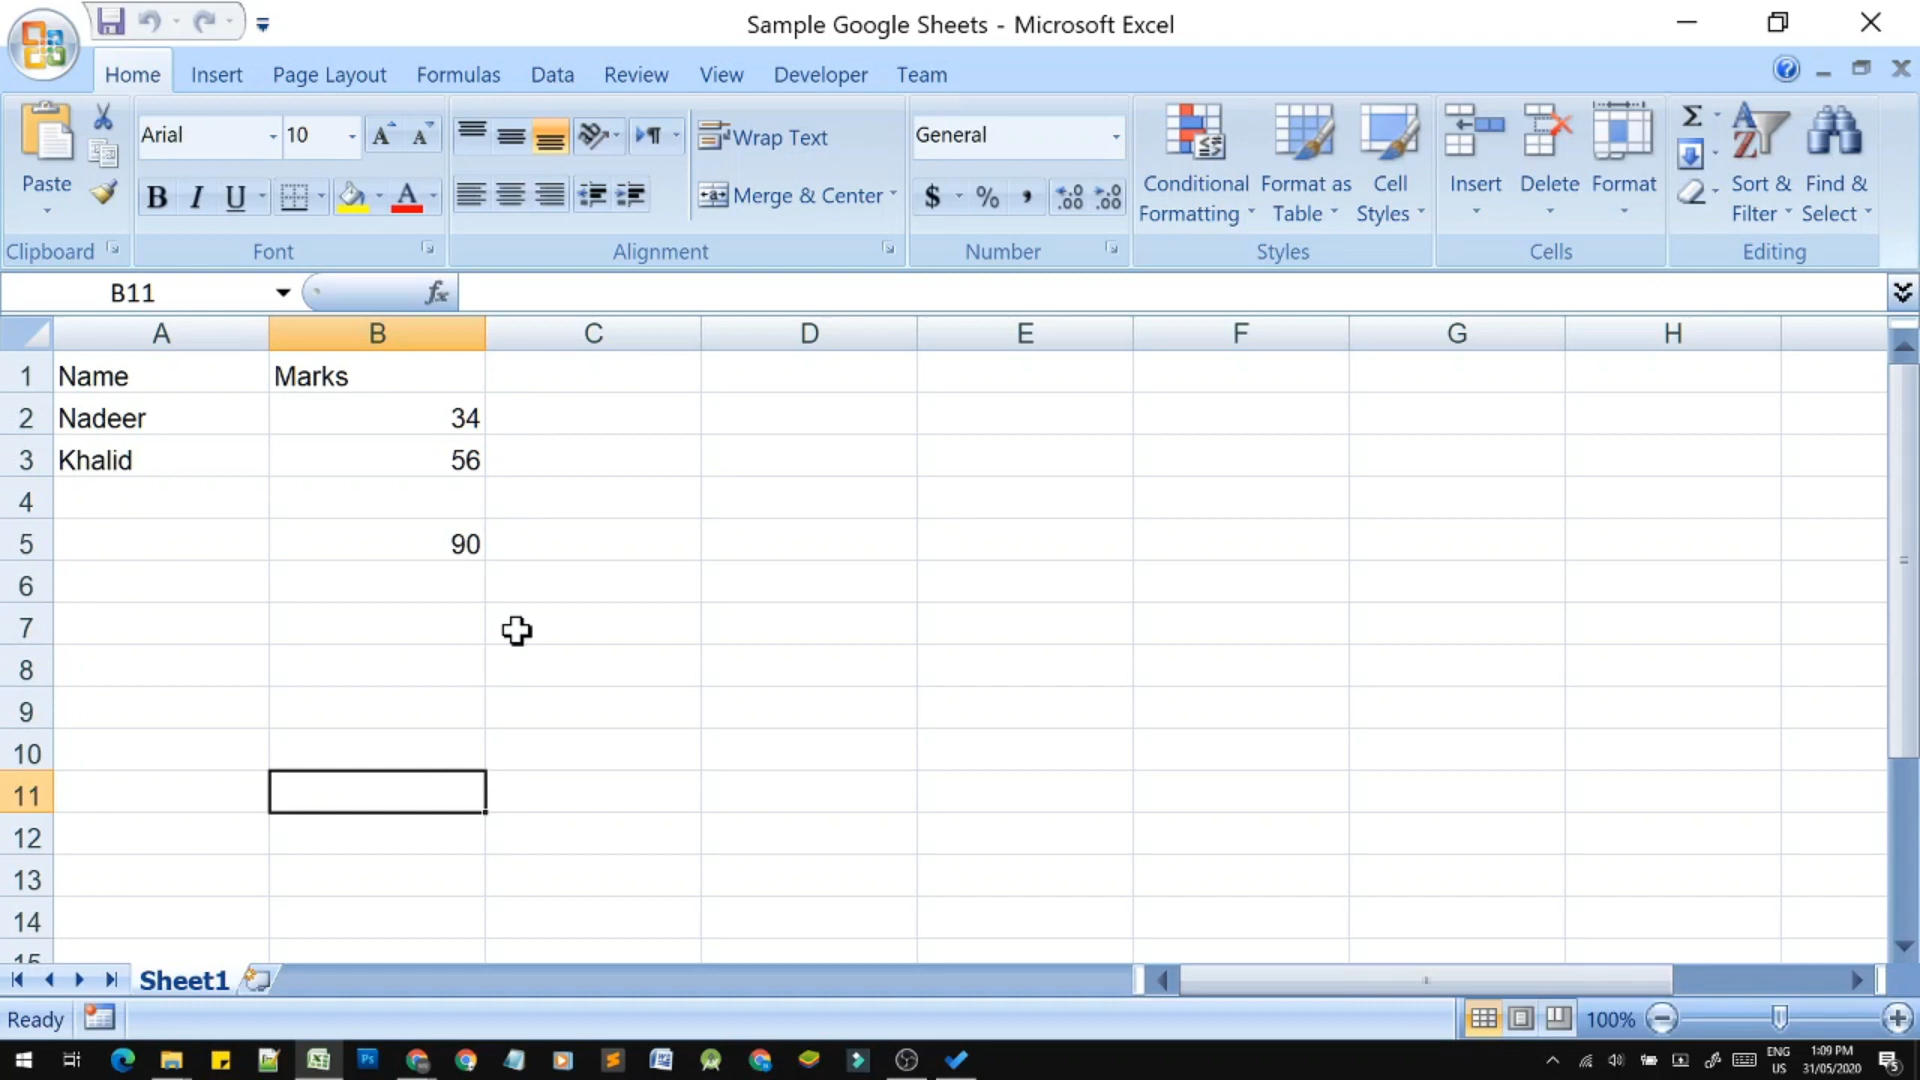 Sample Google Sheets - Microsoft Excel
Home Insert Page Layout Formulas Data Review View Developer Team
Arial 10 Wrap Text General
Paste Merge & Center $ % , Conditional Formatting Format as Table Cell Styles Insert Delete Format Sort & Filter Find & Select
B I U A
Clipboard Font Alignment Number Styles Cells Editing
B11 fx
A B C D E F G H
1 Name Marks
2 Nadeer 34
3 Khalid 56
4
5 90
6
7
8
9
10
11
12
13
14
15
Sheet1
Ready 100%
ENG 1:09 PM
US 31/05/2020